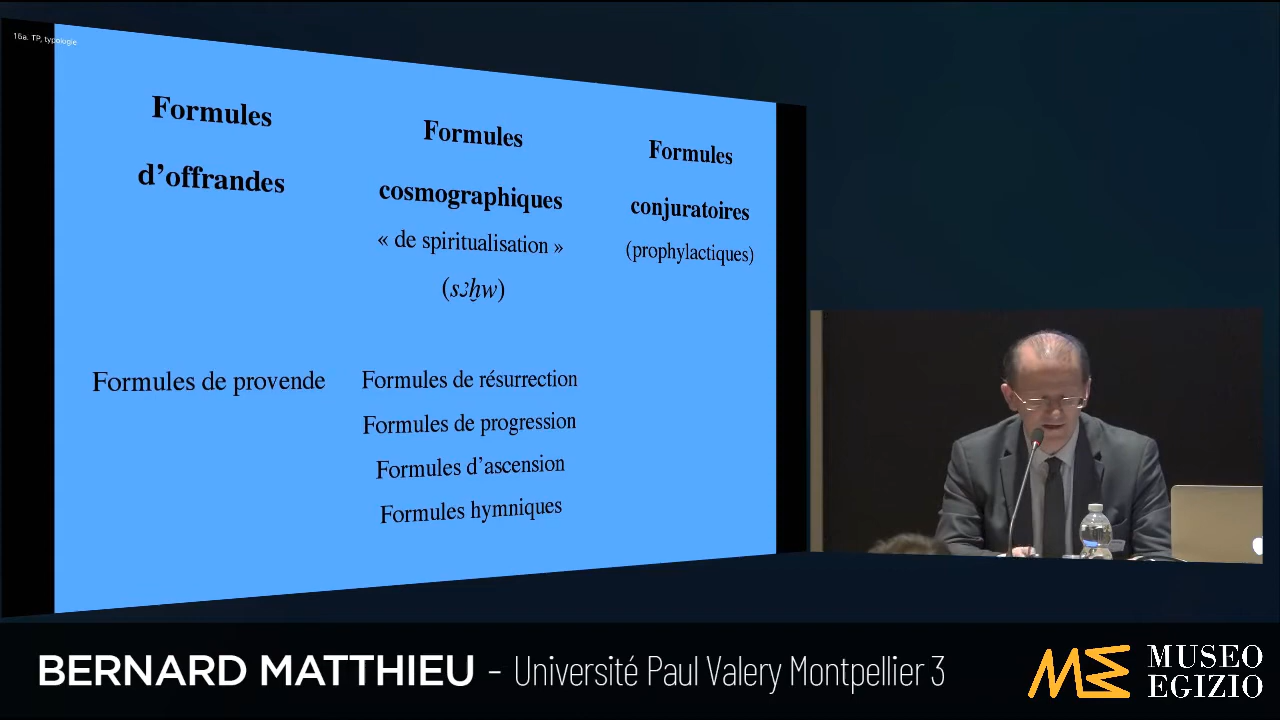 16a. TP, typologie
Formules
d’offrandes
Formules de provende
Formules
cosmographiques
« de spiritualisation »
(sꜣḫw)
Formules de résurrection
Formules de progression
Formules d’ascension
Formules hymniques
Formules
conjuratoires
(prophylactiques)
BERNARD MATTHIEU - Université Paul Valery Montpellier 3
MUSEO
EGIZIO